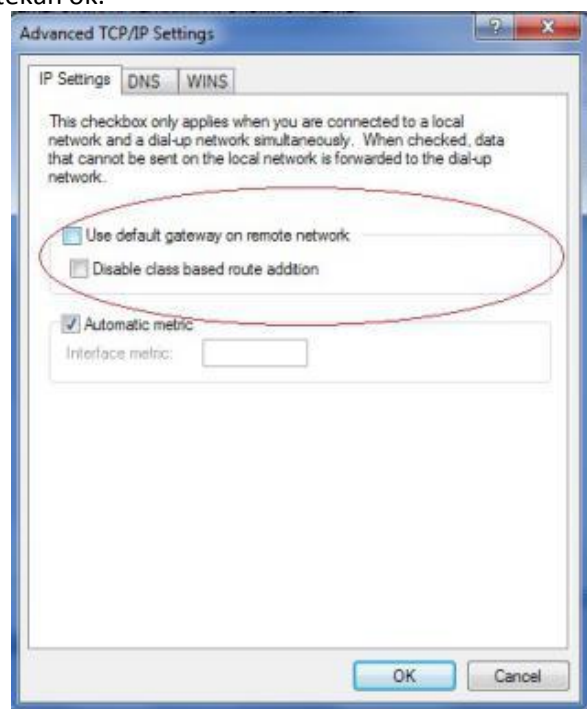 tekan ok.
Advanced TCP/IP Settings
IP Settings DNS WINS
This checkbox only applies when you are connected to a local
network and a dial-up network simultaneously. When checked, data
that cannot be sent on the local network is forwarded to the dial-up
network.
Use default gateway on remote network
Disable class based route addition
Automatic metric
Interface metric:
OK Cancel